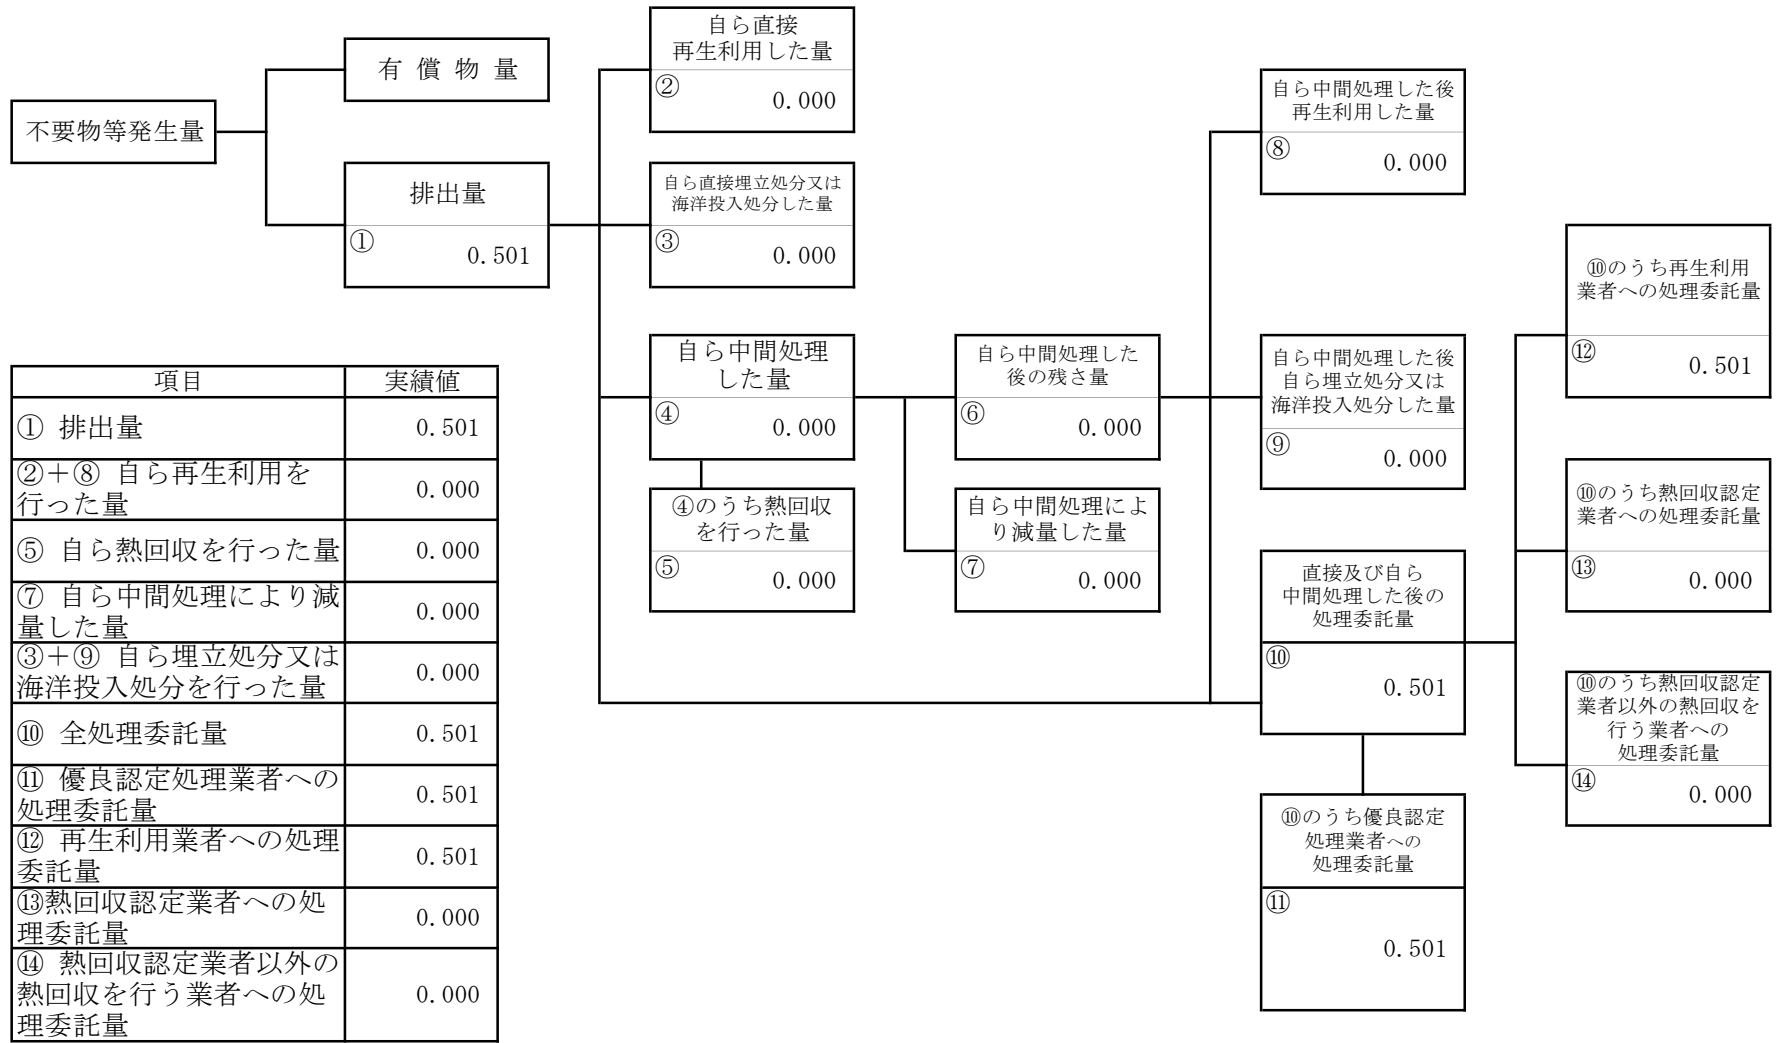 不要物等発生量
有 償 物 量
排出量
① 0.501
自ら直接
再生利用した量
② 0.000
自ら直接埋立処分又は
海洋投入処分した量
③ 0.000
自ら中間処理
した量
④ 0.000
④のうち熱回収
を行った量
⑤ 0.000
自ら中間処理した
後の残さ量
⑥ 0.000
自ら中間処理によ
り減量した量
⑦ 0.000
自ら中間処理した後
再生利用した量
⑧ 0.000
自ら中間処理した後
自ら埋立処分又は
海洋投入処分した量
⑨ 0.000
直接及び自ら
中間処理した後の
処理委託量
⑩ 0.501
⑩のうち優良認定
処理業者への
処理委託量
⑪ 0.501
⑩のうち再生利用
業者への処理委託量
⑫ 0.501
⑩のうち熱回収認定
業者への処理委託量
⑬ 0.000
⑩のうち熱回収認定
業者以外の熱回収を
行う業者への
処理委託量
⑭ 0.000
項目 実績値
① 排出量 0.501
②＋⑧ 自ら再生利用を
行った量 0.000
⑤ 自ら熱回収を行った量 0.000
⑦ 自ら中間処理により減
量した量 0.000
③＋⑨ 自ら埋立処分又は
海洋投入処分を行った量 0.000
⑩ 全処理委託量 0.501
⑪ 優良認定処理業者への
処理委託量 0.501
⑫ 再生利用業者への処理
委託量 0.501
⑬熱回収認定業者への処
理委託量 0.000
⑭ 熱回収認定業者以外の
熱回収を行う業者への処
理委託量 0.000